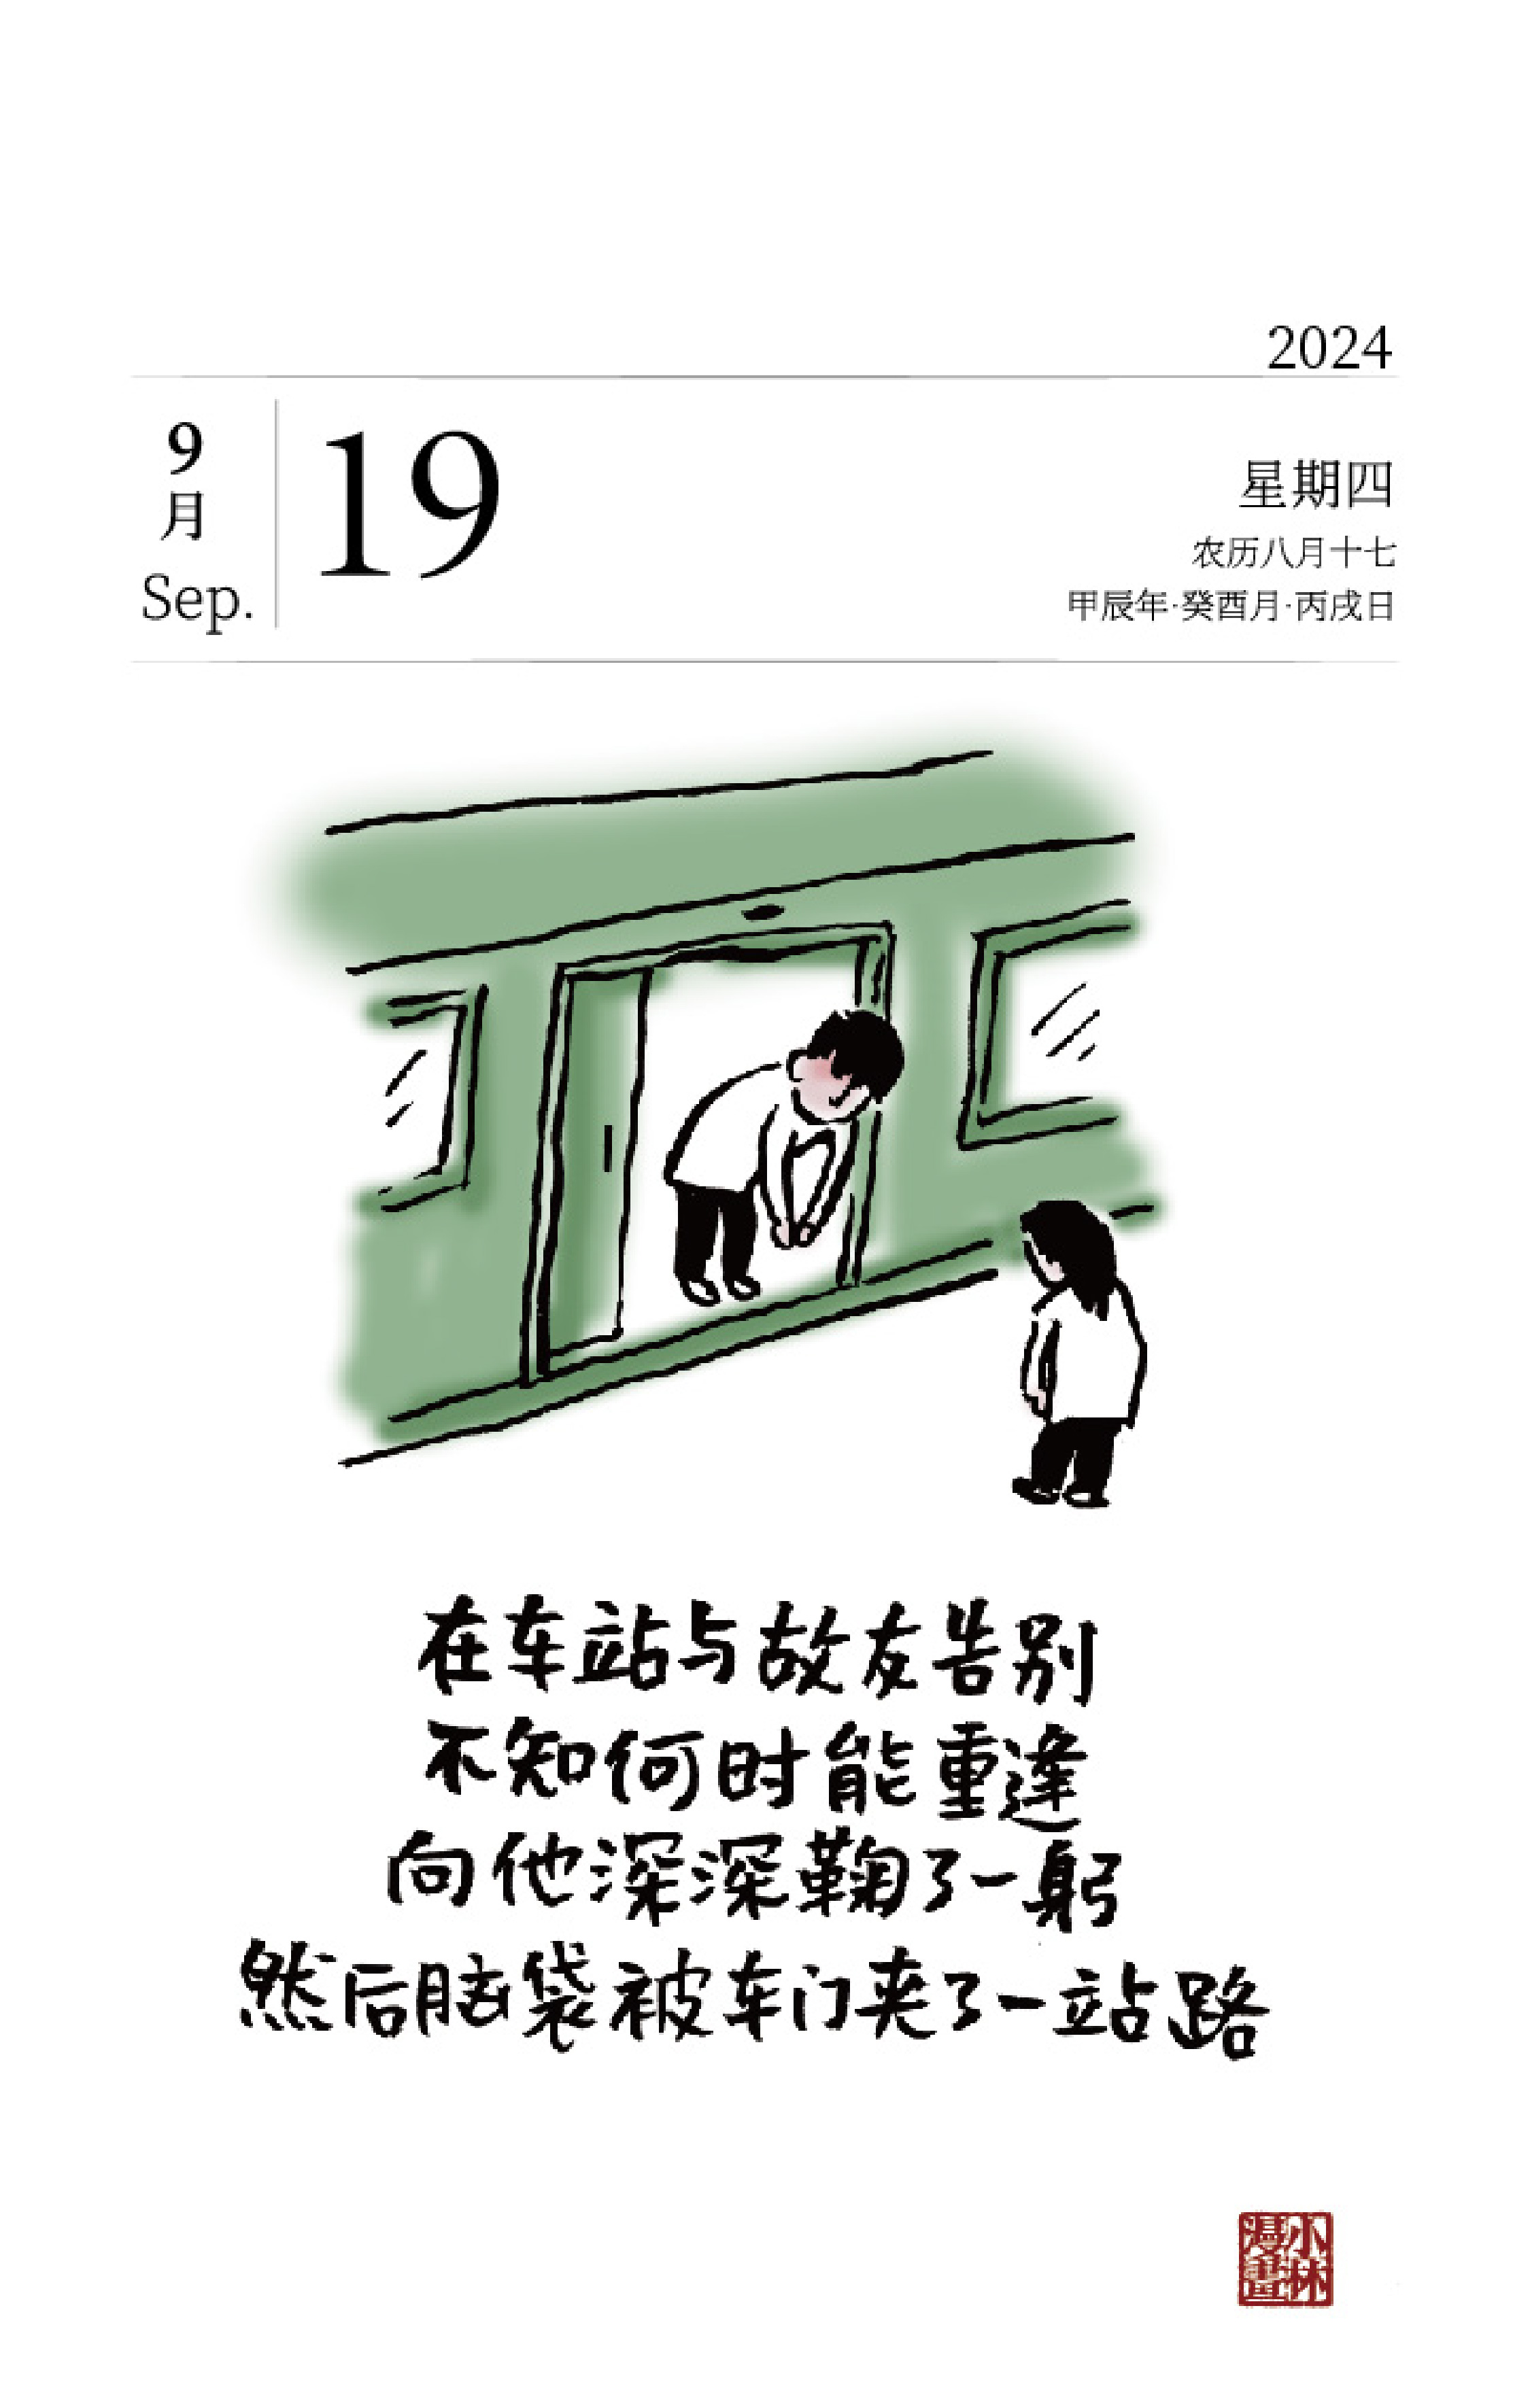 2024
9
月
Sep.
19
星期四
农历八月十七
甲辰年·癸酉月·丙戌日
在车站与故友告别
不知何时能重逢
向他深深鞠了一躬
然后脑袋被车门夹了一站路
小林
漫畫